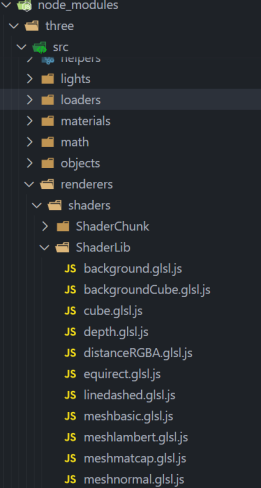 node_modules
three
src
helpers
lights
loaders
materials
math
objects
renderers
shaders
ShaderChunk
ShaderLib
JS background.glsl.js
JS backgroundCube.glsl.js
JS cube.glsl.js
JS depth.glsl.js
JS distanceRGBA.glsl.js
JS equirect.glsl.js
JS linedashed.glsl.js
JS meshbasic.glsl.js
JS meshlambert.glsl.js
JS meshmatcap.glsl.js
JS meshnormal.glsl.js